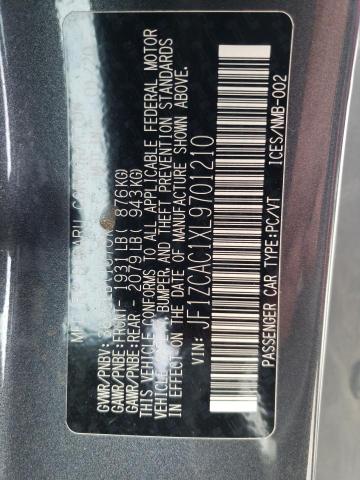 GVWR/PNBV:
GAWR/PNBE:FRONT- 1931 LB( 876KG)
GAWR/PNBE:REAR - 2079 LB( 943KG)
THIS VEHICLE CONFORMS TO ALL APPLICABLE FEDERAL MOTOR
VEHICLE SAFETY, BUMPER, AND THEFT PREVENTION STANDARDS
IN EFFECT ON THE DATE OF MANUFACTURE SHOWN ABOVE.
VIN: JF1ZCAC1XL9701210
ICES/NMB-002
PASSENGER CAR TYPE:PC/VT